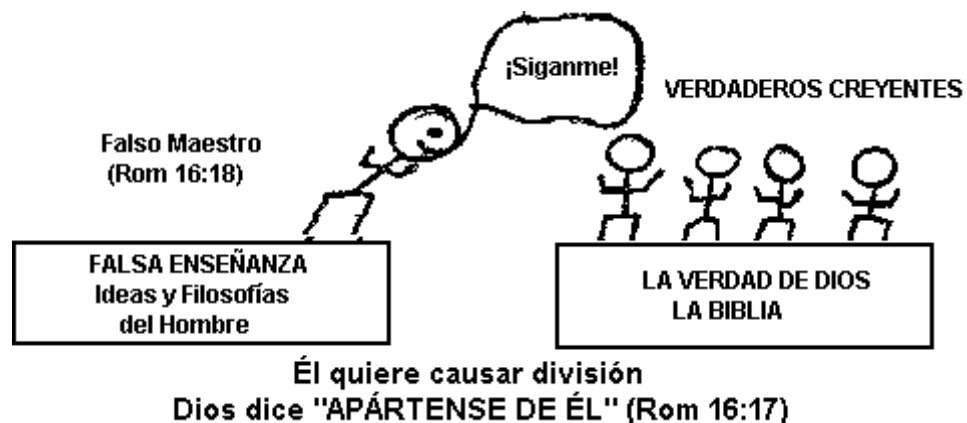 ¡Siganme!
VERDADEROS CREYENTES
Falso Maestro
(Rom 16:18)
FALSA ENSEÑANZA
Ideas y Filosofías
del Hombre
LA VERDAD DE DIOS
LA BIBLIA
Él quiere causar división
Dios dice "APÁRTENSE DE ÉL" (Rom 16:17)